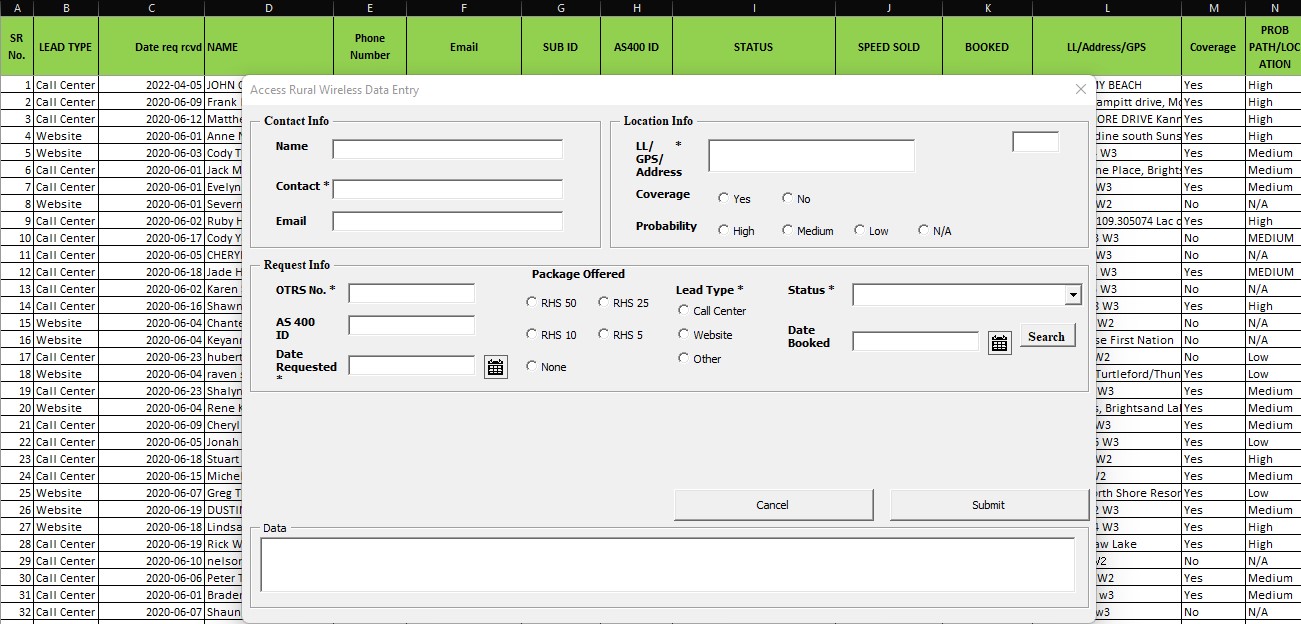 A B C D E F G H I J K L M N
SR No. LEAD TYPE Date req rcvd NAME Phone Number Email SUB ID AS400 ID STATUS SPEED SOLD BOOKED LL/Address/GPS Coverage PROB PATH/LOCATION
Access Rural Wireless Data Entry
Contact Info
Name
Contact *
Email
Location Info
LL/ GPS/ Address *
Coverage
Yes No
Probability
High Medium Low N/A
Request Info
OTRS No. *
AS 400 ID
Date Requested *
Package Offered
RHS 50 RHS 25
RHS 10 RHS 5
None
Lead Type *
Call Center
Website
Other
Status *
Date Booked
Search
Cancel Submit
Data
1 Call Center 2022-04-05 JOHN MY BEACH Yes High
2 Call Center 2020-06-09 Frank ampitt drive, Yes High
3 Call Center 2020-06-12 Matthe ORE DRIVE Kann Yes High
4 Website 2020-06-01 Anne dine south Suns Yes High
5 Website 2020-06-03 Cody T W3 Yes Medium
6 Call Center 2020-06-01 Jack M ne Place, Brights Yes Medium
7 Call Center 2020-06-01 Evelyn W3 Yes Medium
8 Website 2020-06-01 Severn W2 No N/A
9 Call Center 2020-06-02 Ruby H 109.305074 Lac Yes High
10 Call Center 2020-06-17 Cody Y W3 No MEDIUM
11 Call Center 2020-06-05 CHERY No N/A
12 Call Center 2020-06-18 Jade H W3 Yes MEDIUM
13 Call Center 2020-06-02 Karen No N/A
14 Call Center 2020-06-16 Shawn W3 Yes High
15 Website 2020-06-04 Chante W2 No N/A
16 Website 2020-06-04 Keyann se First Nation No N/A
17 Call Center 2020-06-23 hubert W2 No Low
18 Website 2020-06-04 raven Turtleford/Thun Yes Low
19 Call Center 2020-06-23 Shalyn W3 Yes Medium
20 Website 2020-06-04 Rene K s, Brightsand Lak Yes Medium
21 Call Center 2020-06-09 Cheryl W3 Yes Medium
22 Call Center 2020-06-05 Jonah W3 Yes Low
23 Call Center 2020-06-18 Stuart W2 Yes High
24 Call Center 2020-06-15 Michel Yes Medium
25 Website 2020-06-07 Greg T orth Shore Resor Yes Low
26 Website 2020-06-19 DUSTI W3 Yes Medium
27 Website 2020-06-18 Lindsa W3 Yes High
28 Call Center 2020-06-19 Rick W aw Lake Yes High
29 Call Center 2020-06-10 nelson No N/A
30 Call Center 2020-06-06 Peter T W2 Yes Medium
31 Call Center 2020-06-01 Braden w3 Yes Medium
32 Call Center 2020-06-07 Shaun w3 No N/A